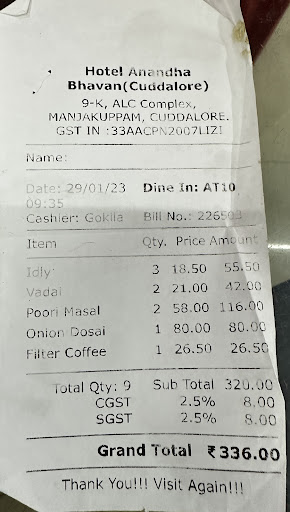 Hotel Anandha
Bhavan(Cuddalore)
9-K, ALC Complex,
MANJAKUPPAM, CUDDALORE.
GST IN :33AACPN2007LIZI
Name:
Date: 29/01/23 Dine In: AT10
09:35
Cashier: Gokila Bill No.: 226503
Item Qty. Price Amount
Idly 3 18.50 55.50
Vadai 2 21.00 42.00
Poori Masal 2 58.00 116.00
Onion Dosai 1 80.00 80.00
Filter Coffee 1 26.50 26.50
Total Qty: 9 Sub Total 320.00
CGST 2.5% 8.00
SGST 2.5% 8.00
Grand Total ₹336.00
Thank You!!! Visit Again!!!